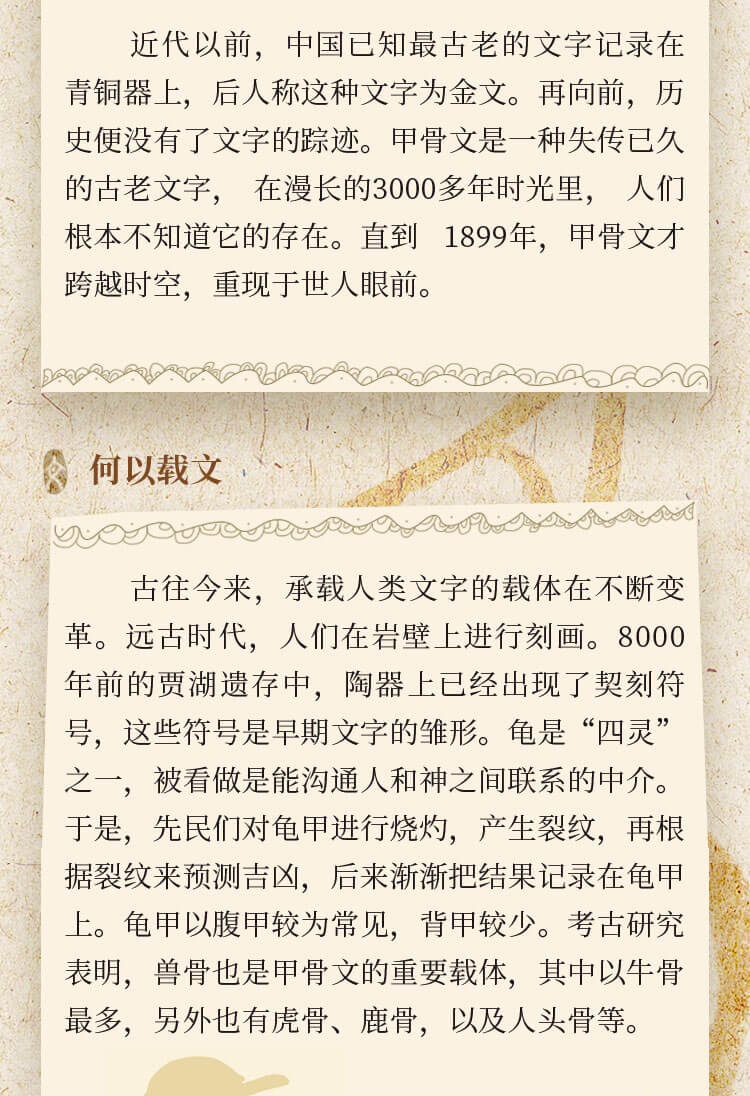 近代以前，中国已知最古老的文字记录在
青铜器上，后人称这种文字为金文。再向前，历
史便没有了文字的踪迹。甲骨文是一种失传已久
的古老文字， 在漫长的3000多年时光里， 人们
根本不知道它的存在。直到 1899年，甲骨文才
跨越时空，重现于世人眼前。
何以载文
古往今来，承载人类文字的载体在不断变
革。远古时代，人们在岩壁上进行刻画。8000
年前的贾湖遗存中，陶器上已经出现了契刻符
号，这些符号是早期文字的雏形。龟是“四灵”
之一，被看做是能沟通人和神之间联系的中介。
于是，先民们对龟甲进行烧灼，产生裂纹，再根
据裂纹来预测吉凶，后来渐渐把结果记录在龟甲
上。龟甲以腹甲较为常见，背甲较少。考古研究
表明，兽骨也是甲骨文的重要载体，其中以牛骨
最多，另外也有虎骨、鹿骨，以及人头骨等。